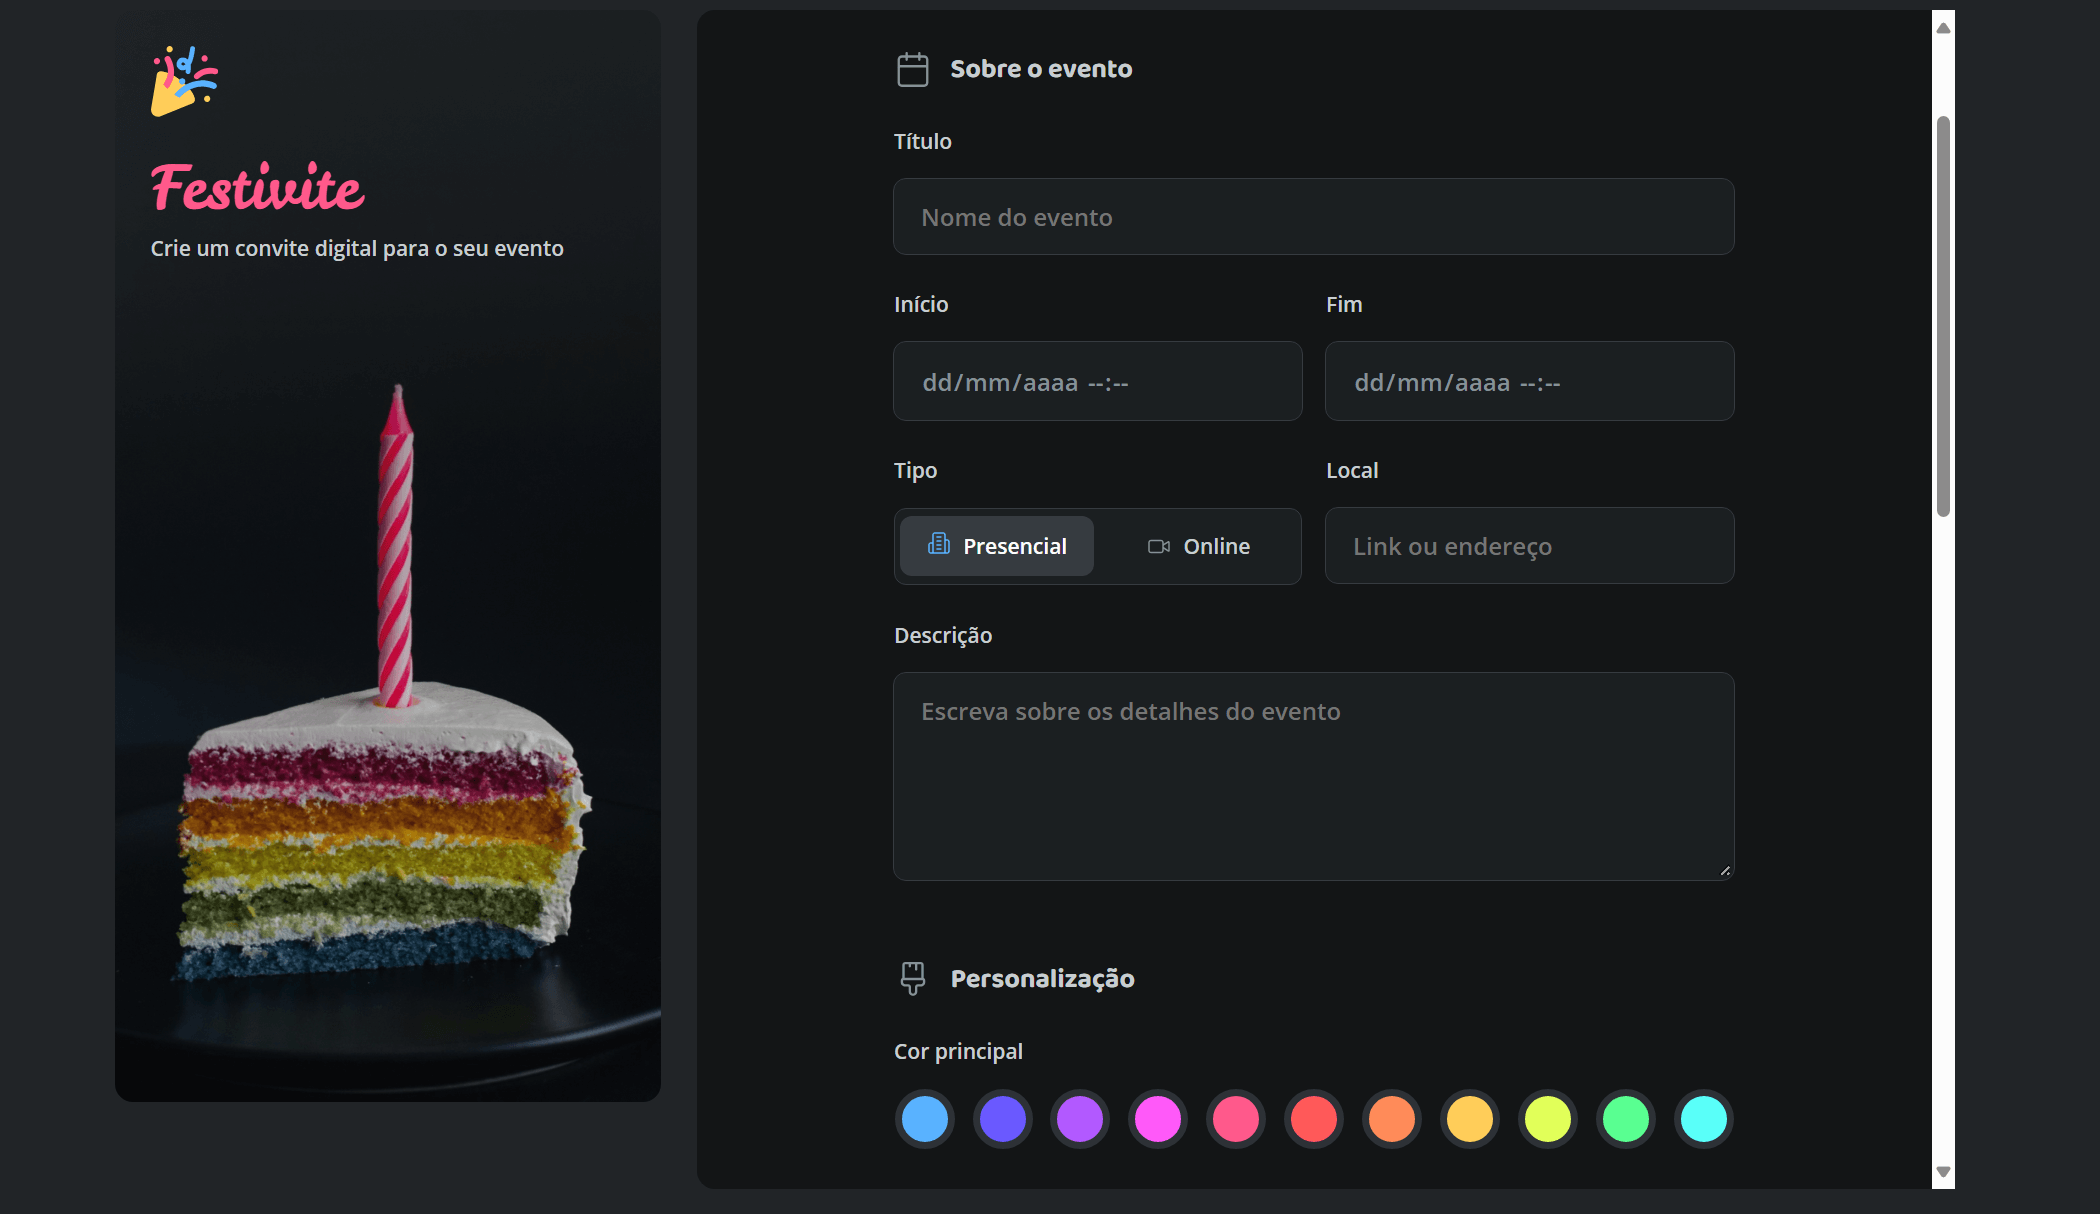 Festivite
Crie um convite digital para o seu evento
Sobre o evento
Título
Nome do evento
Início
Fim
dd/mm/aaaa --:--
dd/mm/aaaa --:--
Tipo
Local
Presencial
Online
Link ou endereço
Descrição
Escreva sobre os detalhes do evento
Personalização
Cor principal